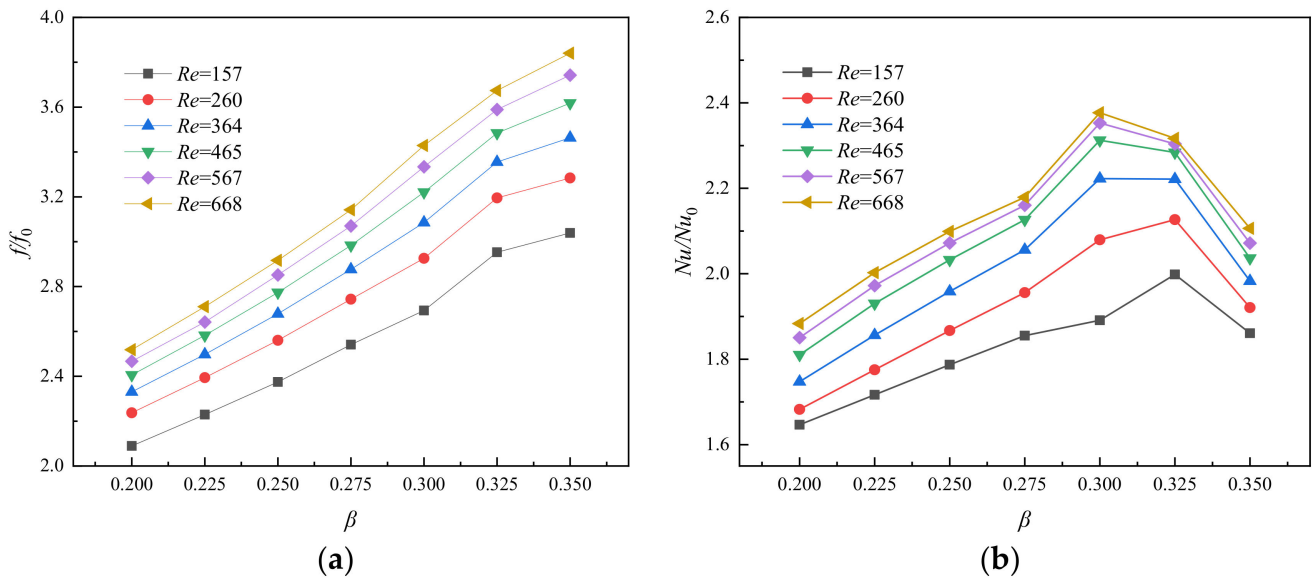 4.0
3.6
3.2
2.8
2.4
2.0
f/f0
Re=157
Re=260
Re=364
Re=465
Re=567
Re=668
0.200 0.225 0.250 0.275 0.300 0.325 0.350
β
(a)
2.6
2.4
2.2
2.0
1.8
1.6
Nu/Nu0
Re=157
Re=260
Re=364
Re=465
Re=567
Re=668
0.200 0.225 0.250 0.275 0.300 0.325 0.350
β
(b)